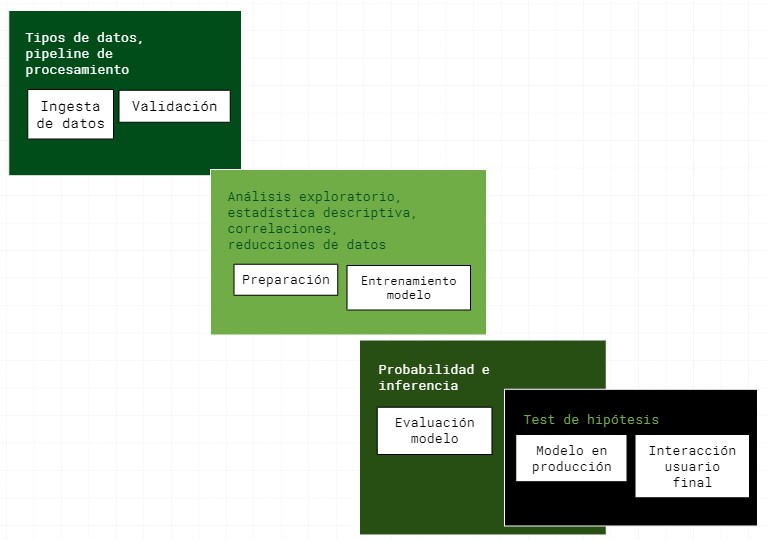 Tipos de datos,
pipeline de
procesamiento
Ingesta
de datos
Validación
Análisis exploratorio,
estadística descriptiva,
correlaciones,
reducciones de datos
Preparación
Entrenamiento
modelo
Probabilidad e
inferencia
Evaluación
modelo
Test de hipótesis
Modelo en
producción
Interacción
usuario
final